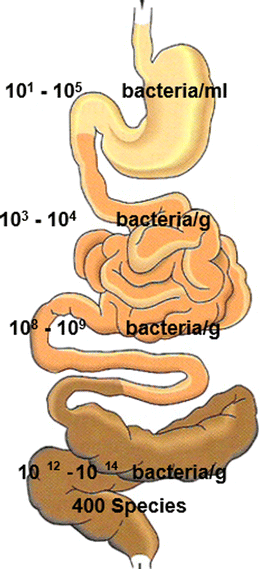 10¹ - 10⁵ bacteria/ml
10³ - 10⁴ bacteria/g
10⁸ - 10⁹ bacteria/g
10 ¹² - 10 ¹⁴ bacteria/g
400 Species